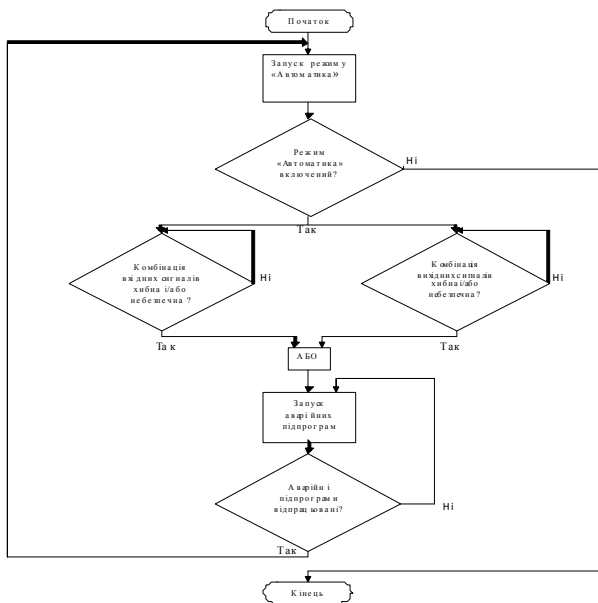 Початок
Запуск режиму
«Автоматика»
Режим
«Автоматика»
включений?
Ні
Так
Комбінація
вхідних сигналів
хибна і/або
небезпечна ?
Ні
Комбінація
вихідних сигналів
хибна і/або
небезпечна?
Ні
Так
АБО
Так
Запуск
аварійних
підпрограм
Аварійні
підпрограми
відпрацьовані?
Ні
Так
Кінець